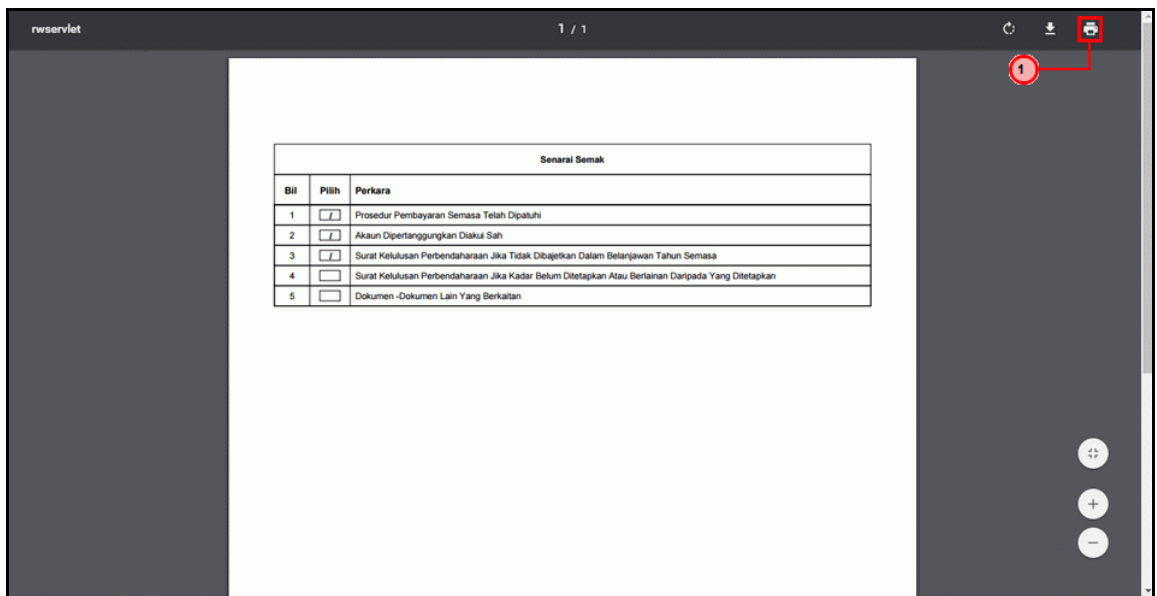 rwservlet 1 / 1
1
Senarai Semak
Bil Pilih Perkara
1 / Prosedur Pembayaran Semasa Telah Dipatuhi
2 / Akaun Dipertanggungkan Diakui Sah
3 / Surat Kelulusan Perbendaharaan Jika Tidak Dibajetkan Dalam Belanjawan Tahun Semasa
4 Surat Kelulusan Perbendaharaan Jika Kadar Belum Ditetapkan Atau Berlainan Daripada Yang Ditetapkan
5 Dokumen -Dokumen Lain Yang Berkaitan